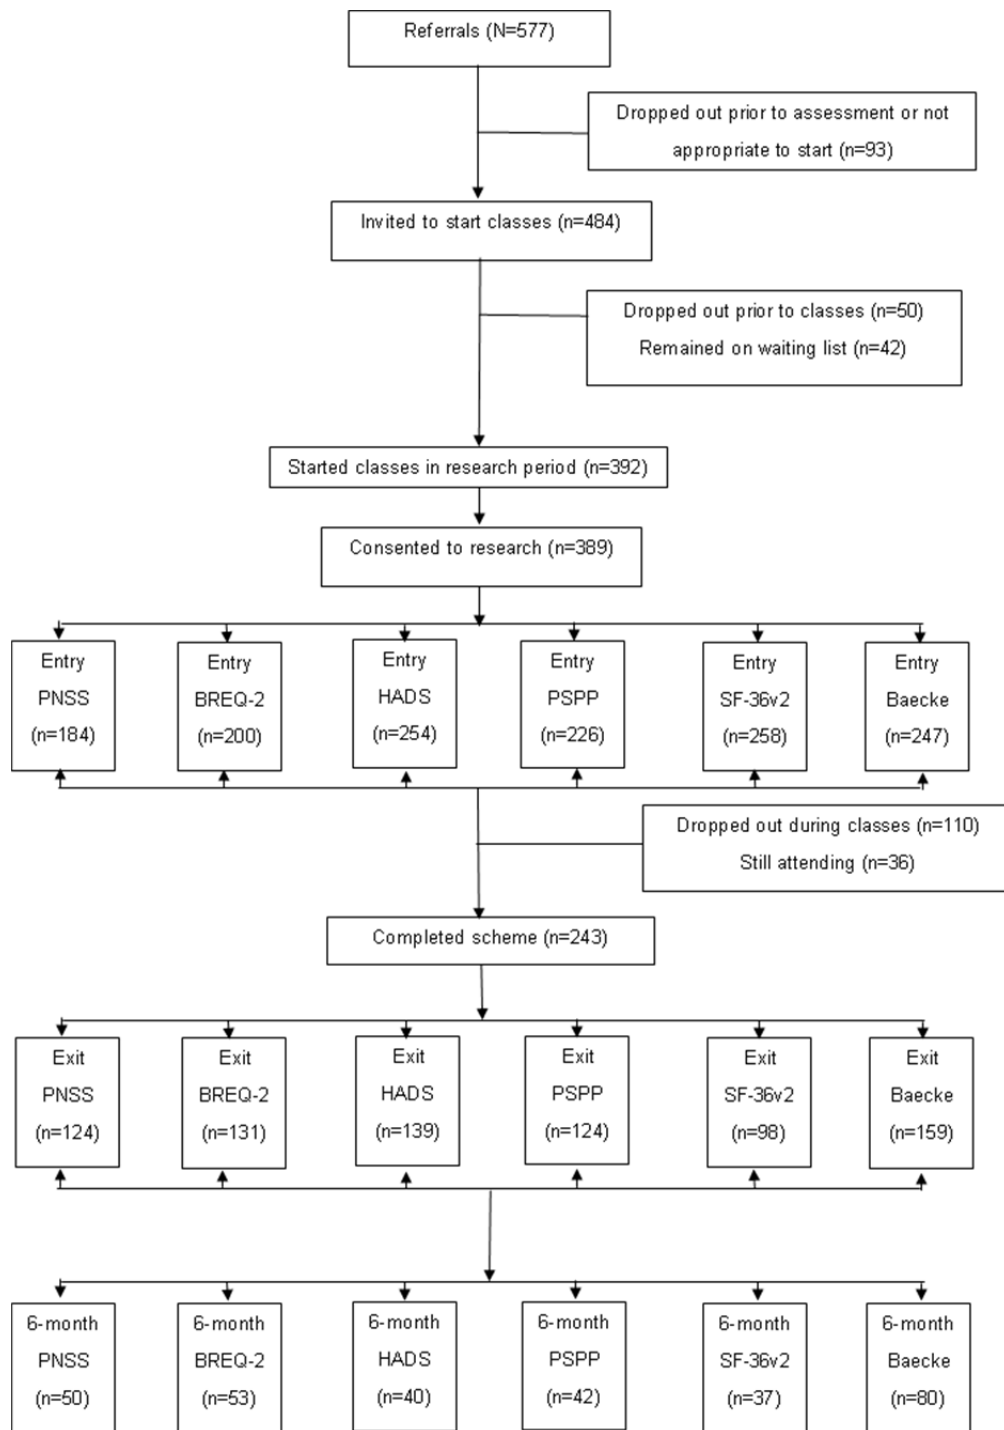 Referrals (N=577)
Dropped out prior to assessment or not
appropriate to start (n=93)
Invited to start classes (n=484)
Dropped out prior to classes (n=50)
Remained on waiting list (n=42)
Started classes in research period (n=392)
Consented to research (n=389)
Entry
PNSS
(n=184)
Entry
BREQ-2
(n=200)
Entry
HADS
(n=254)
Entry
PSPP
(n=226)
Entry
SF-36v2
(n=258)
Entry
Baecke
(n=247)
Dropped out during classes (n=110)
Still attending (n=36)
Completed scheme (n=243)
Exit
PNSS
(n=124)
Exit
BREQ-2
(n=131)
Exit
HADS
(n=139)
Exit
PSPP
(n=124)
Exit
SF-36v2
(n=98)
Exit
Baecke
(n=159)
6-month
PNSS
(n=50)
6-month
BREQ-2
(n=53)
6-month
HADS
(n=40)
6-month
PSPP
(n=42)
6-month
SF-36v2
(n=37)
6-month
Baecke
(n=80)